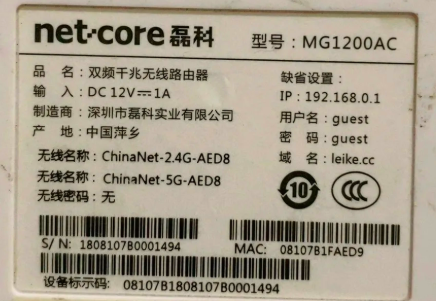 net-core磊科 型号：MG1200AC
品 名：双频千兆无线路由器 缺省设置：
输 入：DC 12V⎓1A IP：192.168.0.1
制造商：深圳市磊科实业有限公司 用户名：guest
产 地：中国萍乡 密 码：guest
无线名称：ChinaNet-2.4G-AED8 域 名：leike.cc
无线名称：ChinaNet-5G-AED8
无线密码：无
10
CCC
S/ N: 1808107B0001494 MAC: 08107B1FAED9
设备标示码: 08107B1808107B0001494